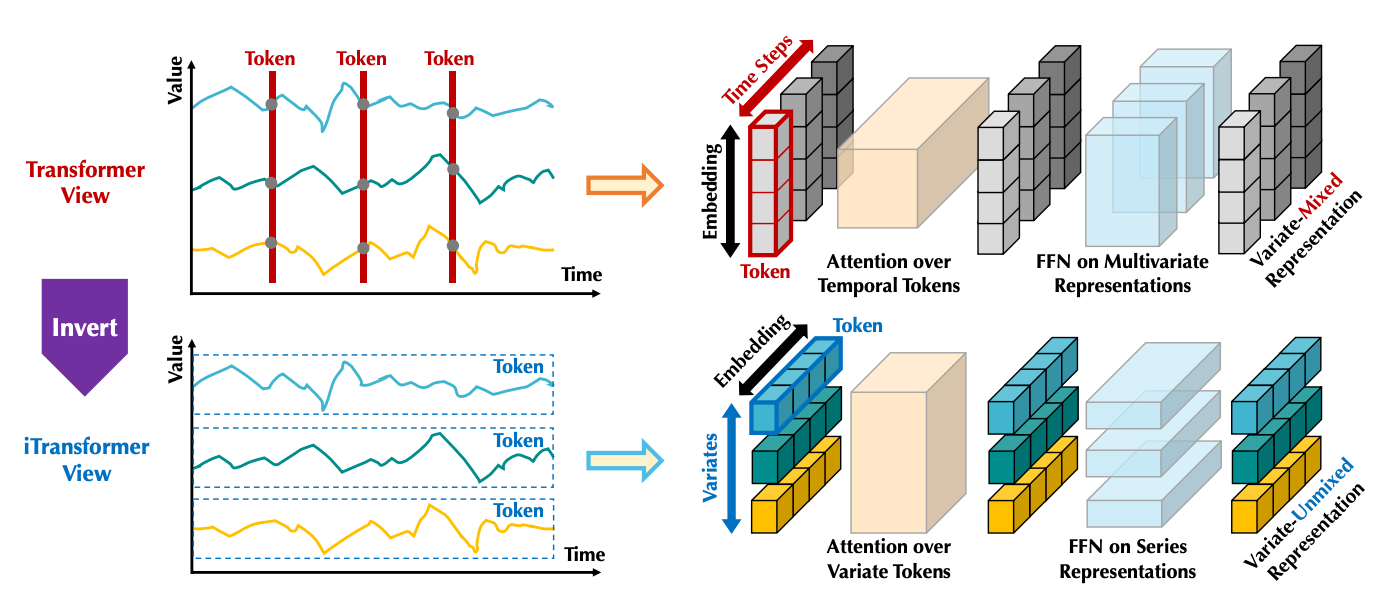 Transformer
View
Value
Token
Token
Token
Time
Time Steps
Embedding
Token
Attention over
Temporal Tokens
FFN on Multivariate
Representations
Variate-Mixed
Representation
Invert
iTransformer
View
Value
Token
Token
Token
Time
Embedding
Token
Variates
Attention over
Variate Tokens
FFN on Series
Representations
Variate-Unmixed
Representation